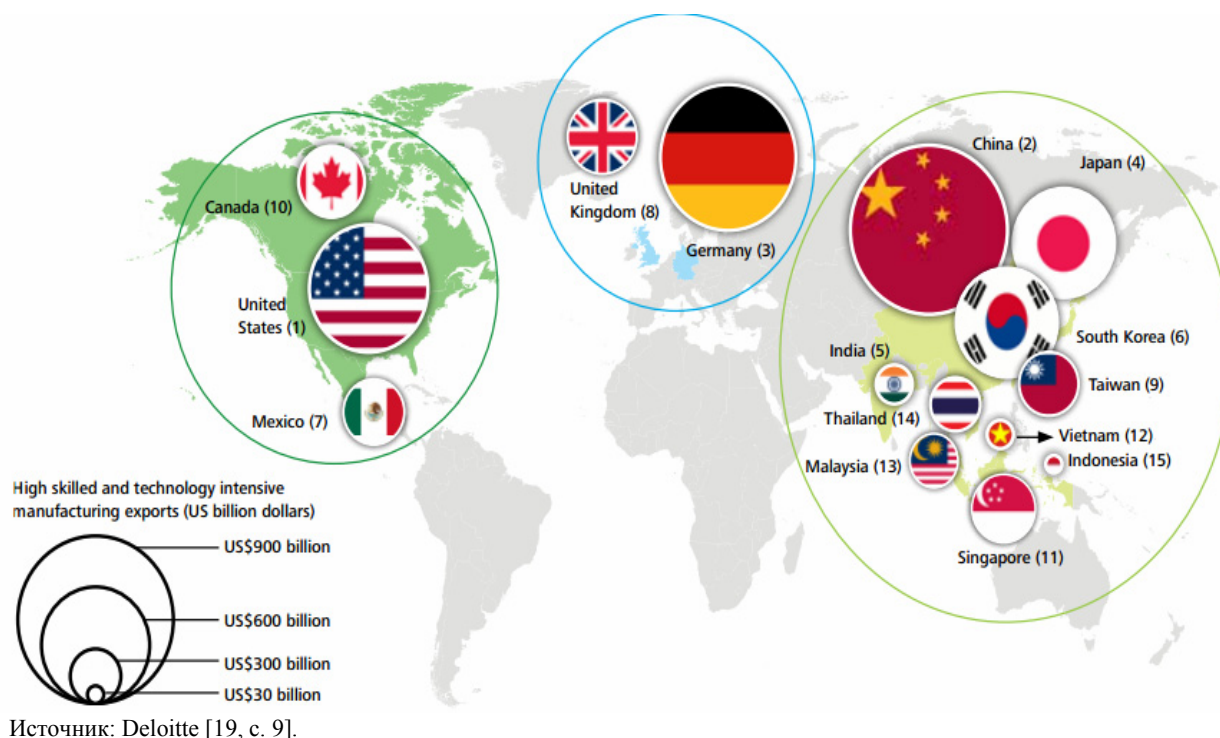 China (2)
Japan (4)
United
Kingdom (8)
Canada (10)
Germany (3)
United
States (1)
South Korea (6)
India (5)
Taiwan (9)
Mexico (7)
Thailand (14)
Vietnam (12)
Malaysia (13)
Indonesia (15)
Singapore (11)
High skilled and technology intensive
manufacturing exports (US billion dollars)
US$900 billion
US$600 billion
US$300 billion
US$30 billion
Источник: Deloitte [19, с. 9].